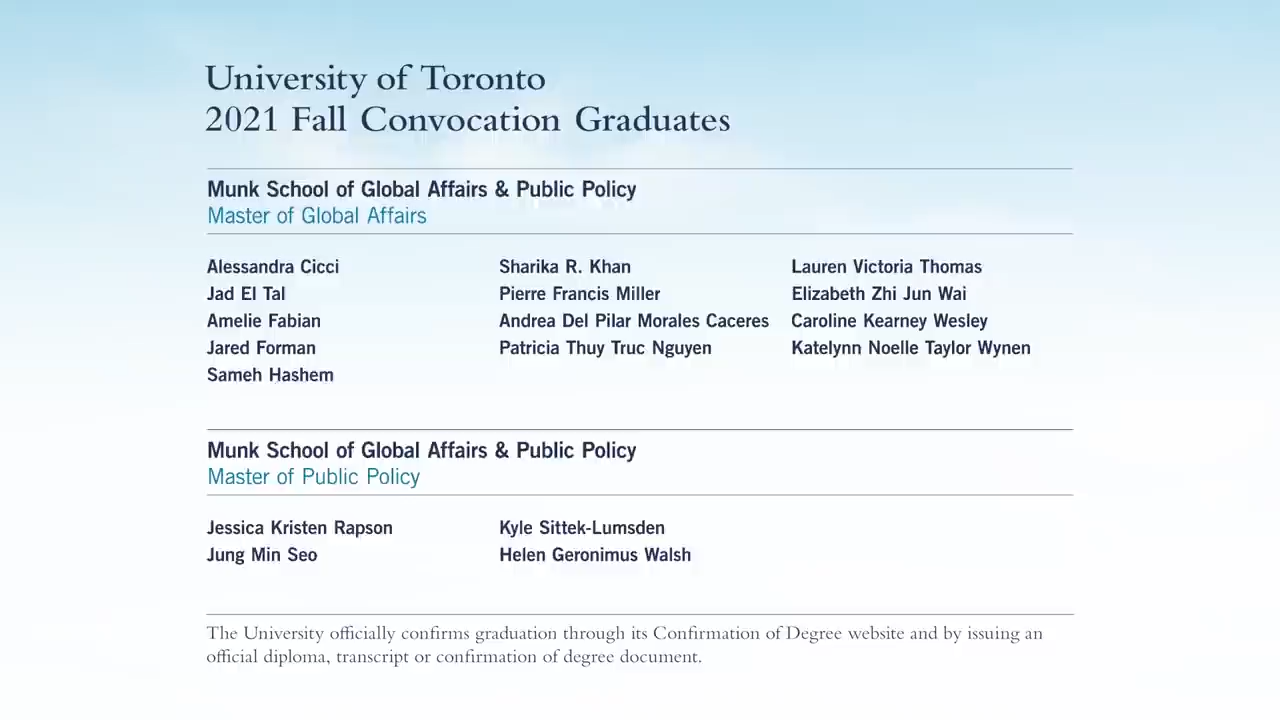 University of Toronto
2021 Fall Convocation Graduates
Munk School of Global Affairs & Public Policy
Master of Global Affairs
Alessandra Cicci
Jad El Tal
Amelie Fabian
Jared Forman
Sameh Hashem
Sharika R. Khan
Pierre Francis Miller
Andrea Del Pilar Morales Caceres
Patricia Thuy Truc Nguyen
Lauren Victoria Thomas
Elizabeth Zhi Jun Wai
Caroline Kearney Wesley
Katelynn Noelle Taylor Wynen
Munk School of Global Affairs & Public Policy
Master of Public Policy
Jessica Kristen Rapson
Jung Min Seo
Kyle Sittek-Lumsden
Helen Geronimus Walsh
The University officially confirms graduation through its Confirmation of Degree website and by issuing an
official diploma, transcript or confirmation of degree document.